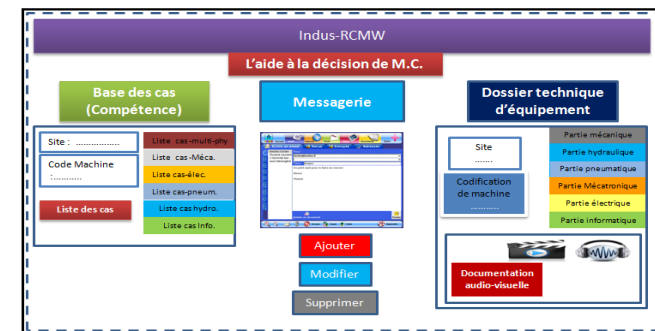 Indus-RCMW
L'aide à la décision de M.C.
Base des cas
(Compétence)
Site : ……………..
Code Machine
:………..
Liste des cas
Liste cas-multi-phy
Liste cas-Méca.
Liste cas-élec.
Liste cas-pneum.
Liste cas hydro.
Liste cas Info.
Messagerie
Ajouter
Modifier
Supprimer
Dossier technique
d'équipement
Site
…….
Codification
de machine
………..
Partie mécanique
Partie hydraulique
Partie pneumatique
Partie Mécatronique
Partie électrique
Partie informatique
Documentation
audio-visuelle